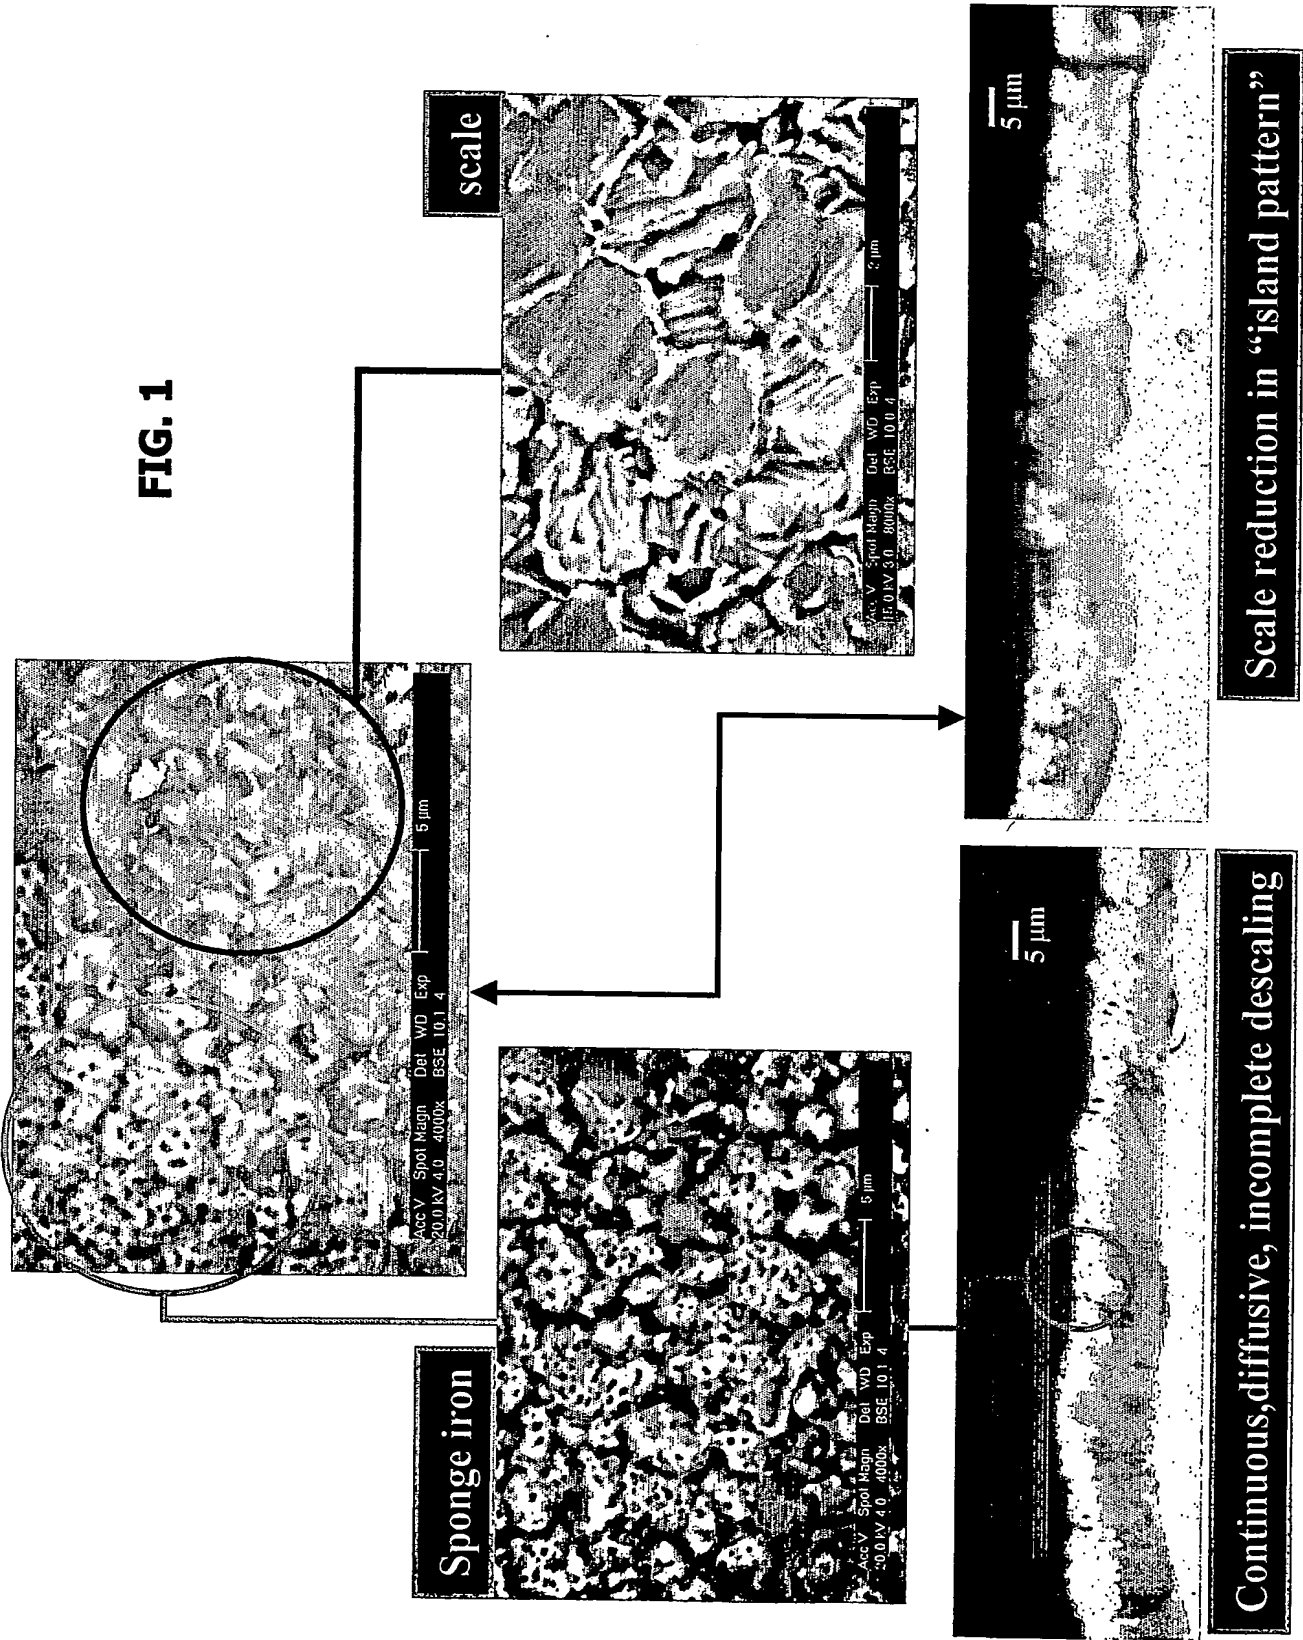 FIG. 1
Acc V Spot Magn Det WD Exp 5 µm
20.0 kV 4.0 4000x BSE 10.1 4
Sponge iron
Acc V Spot Magn Det WD Exp 5 µm
20.0 kV 4.0 4000x BSE 10.1 4
scale
Acc V Spot Magn Det WD Exp 2 µm
15.0 kV 3.0 8000x BSE 10.0 4
5 µm
Continuous,diffusive, incomplete descaling
5 µm
Scale reduction in “island pattern”